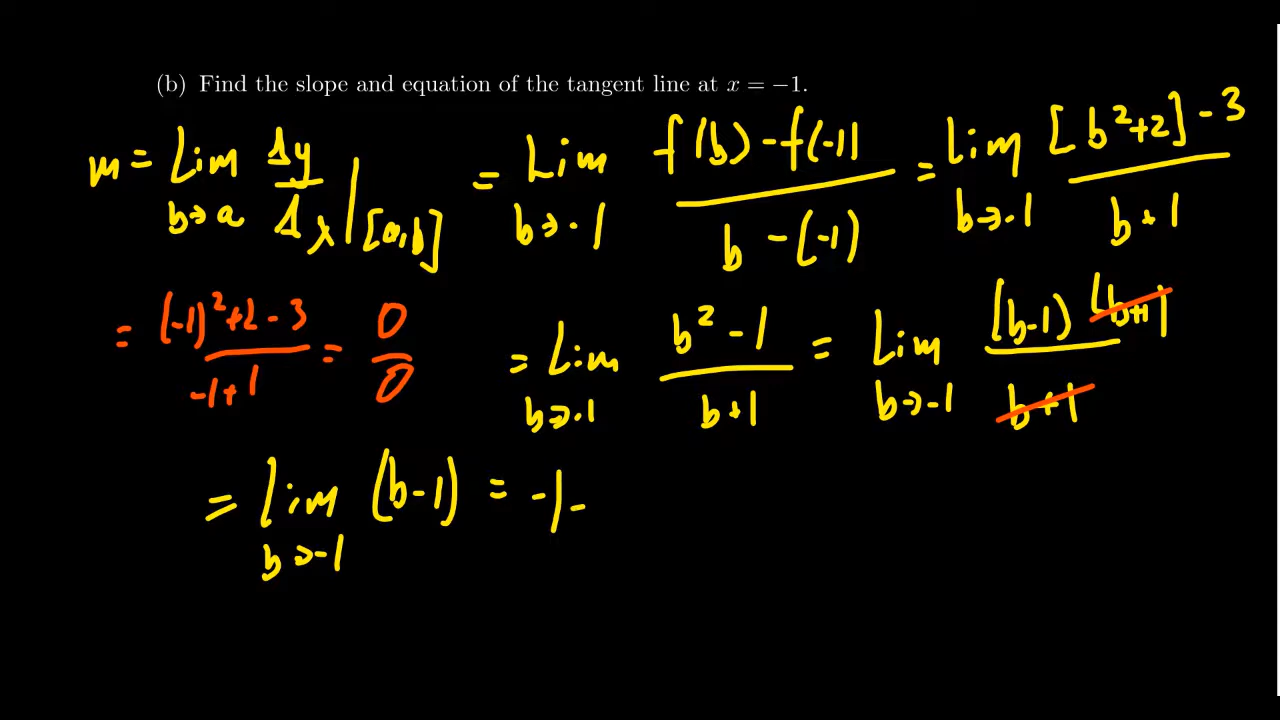 (b) Find the slope and equation of the tangent line at x = −1.
m = Lim b→a Δy/Δx |[a,b] = Lim b→-1 f(b) - f(-1) / b - (-1) = lim b→-1 [b²+2] - 3 / b+1
= (-1)²+2-3 / -1+1 = 0/0 = Lim b→-1 b² - 1 / b+1 = Lim b→-1 (b-1)(b+1) / b+1
= lim b→-1 (b-1) = -1-